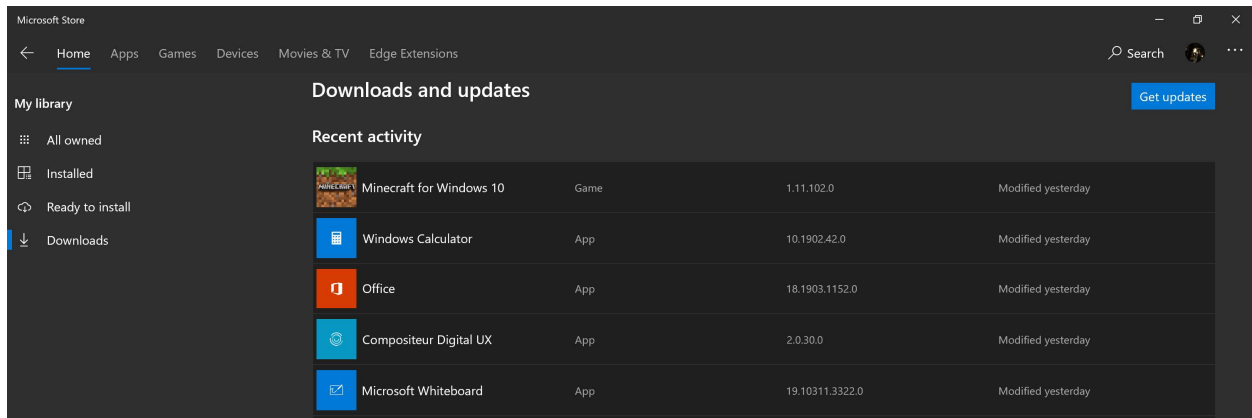 Microsoft Store
Home Apps Games Devices Movies & TV Edge Extensions Search
My library
All owned
Installed
Ready to install
Downloads
Downloads and updates
Get updates
Recent activity
MINECRAFT Minecraft for Windows 10 Game 1.11.102.0 Modified yesterday
Windows Calculator App 10.1902.42.0 Modified yesterday
Office App 18.1903.1152.0 Modified yesterday
Compositeur Digital UX App 2.0.30.0 Modified yesterday
Microsoft Whiteboard App 19.10311.3322.0 Modified yesterday